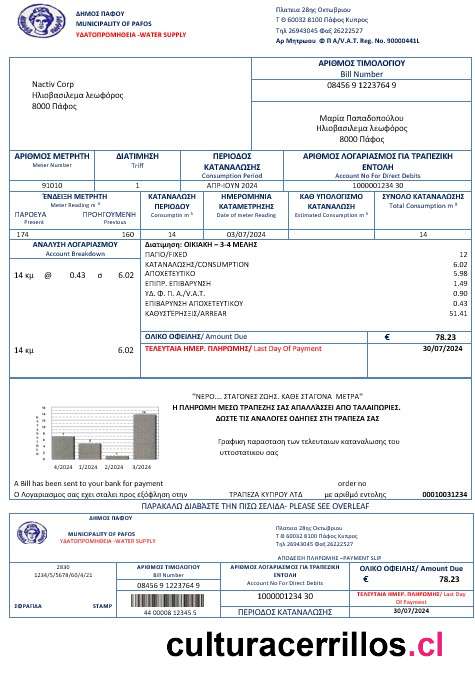 ΔΗΜΟΣ ΠΑΦΟΥ
MUNICIPALITY OF PAFOS
ΥΔΑΤΟΠΡΟΜΗΘΕΙΑ -WATER SUPPLY
Πλατεια 28ης Οκτωβριου
Τ Θ 60032 8100 Πάφος Κυπρος
Τηλ 26943045 Φαξ 26222527
Αρ Μητρωου Φ Π Α/V.A.T. Reg. No. 90000441L
Nactiv Corp
Ηλιοβασιλεμα λεωφόρος
8000 Πάφος
ΑΡΙΘΜΟΣ ΤΙΜΟΛΟΓΙΟΥ
Bill Number
08456 9 1223764 9
Μαρία Παπαδοπούλου
Ηλιοβασιλεμα λεωφόρος
8000 Πάφος
ΑΡΙΘΜΟΣ ΜΕΤΡΗΤΗ
Meter Number
ΔΙΑΤΙΜΗΣΗ
Triff
ΠΕΡΙΟΔΟΣ ΚΑΤΑΝΑΛΩΣΗΣ
Consumption Period
ΑΡΙΘΜΟΣ ΛΟΓΑΡΙΑΣΜΟΣ ΓΙΑ ΤΡΑΠΕΖΙΚΗ ΕΝΤΟΛΗ
Account No For Direct Debits
91010 1 ΑΠΡ-ΙΟΥΝ 2024 1000001234 30
ΕΝΔΕΙΞΗ ΜΕΤΡΗΤΗ
Meter Reading m ³
ΠΑΡΟΕΥΑ ΠΡΟΗΓΟΥΜΕΝΗ
Present Previous
ΚΑΤΑΝΑΛΩΣΗ ΠΕΡΙΟΔΟΥ
Consumptin m ³
ΗΜΕΡΟΜΗΝΙΑ ΚΑΤΑΜΕΤΡΗΣΗΣ
Date of meter Reading
ΚΑΘ ΥΠΟΛΟΓΙΣΜΟ ΚΑΤΑΝΑΛΩΣΗ
Estimated Consumption m ³
ΣΥΝΟΛΟ ΚΑΤΑΝΑΛΩΣΗΣ
Total Consumption m ³
174 160 14 03/07/2024 14
ΑΝΑΛΥΣΗ ΛΟΓΑΡΙΑΣΜΟΥ
Account Breakdown
14 κμ @ 0.43 σ 6.02
14 κμ 6.02
Διατιμηση: ΟΙΚΙΑΚΗ – 3-4 ΜΕΛΗΣ
ΠΑΓΙΟ/FIXED 12
ΚΑΤΑΝΑΛΩΣΗΣ/CONSUMPTION 6.02
ΑΠΟΧΕΤΕΥΤΙΚΟ 5.98
ΕΠΙΠΡ. ΕΠΙΒΑΡΥΝΣΗ 1.49
ΥΔ. Φ. Π. Α./V.A.T. 0.90
ΕΠΙΒΑΡΥΝΣΗ ΑΠΟΧΕΤΕΥΤΙΚΟΥ 0.43
ΚΑΘΥΣΤΕΡΗΣΕΙΣ/ARREAR 51.41
ΟΛΙΚΟ ΟΦΕΙΛΗΣ/ Amount Due € 78.23
ΤΕΛΕΥΤΑΙΑ ΗΜΕΡ. ΠΛΗΡΩΜΗΣ/ Last Day Of Payment 30/07/2024
"ΝΕΡΟ.... ΣΤΑΓΟΝΕΣ ΖΩΗΣ. ΚΑΘΕ ΣΤΑΓΟΝΑ ΜΕΤΡΑ"
Η ΠΛΗΡΩΜΗ ΜΕΣΩ ΤΡΑΠΕΖΗΣ ΣΑΣ ΑΠΑΛΛΑΣΣΕΙ ΑΠΟ ΤΑΛΑΙΠΩΡΙΕΣ.
ΔΩΣΤΕ ΤΙΣ ΑΝΑΛΟΓΕΣ ΟΔΗΓΙΕΣ ΣΤΗ ΤΡΑΠΕΖΑ ΣΑΣ
Γραφικη παρασταση των τελευταιων καταναλωσης του
υττοστατικου σας
4/2024 1/2024 2/2024 3/2024
A Bill has been sent to your bank for payment order no
Ο Λογαριασμος σας εχει σταλει προς εξόφληση στην ΤΡΑΠΕΖΑ ΚΥΠΡΟΥ ΛΤΔ με αριθμό εντολης 00010031234
ΠΑΡΑΚΑΛΩ ΔΙΑΒΑΣΤΕ ΤΗΝ ΠΙΣΩ ΣΕΛΙΔΑ- PLEASE SEE OVERLEAF
ΔΗΜΟΣ ΠΑΦΟΥ
MUNICIPALITY OF PAFOS
ΥΔΑΤΟΠΡΟΜΗΘΕΙΑ -WATER SUPPLY
Πλατεια 28ης Οκτωβριου
Τ Θ 60032 8100 Πάφος Κυπρος
Τηλ 26943045 Φαξ 26222527
ΑΠΟΔΕΙΞΗ ΠΛΗΡΩΜΗΣ –PAYMENT SLIP
2830
1234/5/5678/60/4/21
ΣΦΡΑΓΙΔΑ STAMP
ΑΡΙΘΜΟΣ ΤΙΜΟΛΟΓΙΟΥ
Bill Number
08456 9 1223764 9
44 00008 12345 5
ΑΡΙΘΜΟΣ ΛΟΓΑΡΙΑΣΜΟΣ ΓΙΑ ΤΡΑΠΕΖΙΚΗ ΕΝΤΟΛΗ
Account No For Direct Debits
1000001234 30
ΠΕΡΙΟΔΟΣ ΚΑΤΑΝΑΛΩΣΗΣ
ΟΛΙΚΟ ΟΦΕΙΛΗΣ/ Amount Due
€ 78.23
ΤΕΛΕΥΤΑΙΑ ΗΜΕΡ. ΠΛΗΡΩΜΗΣ/ Last Day
Of Payment
30/07/2024
culturacerrillos.cl